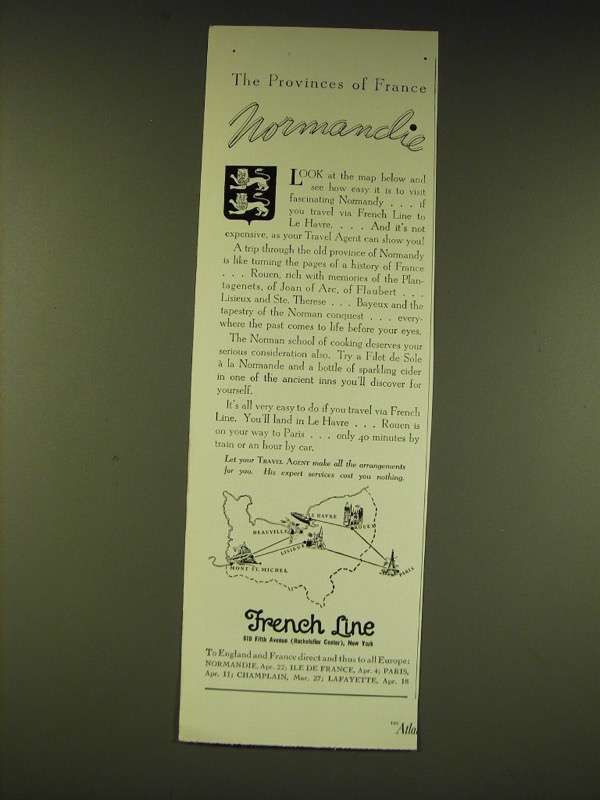 The Provinces of France
Normandie
LOOK at the map below and
see how easy it is to visit
fascinating Normandy . . . if
you travel via French Line to
Le Havre. . . . And it's not
expensive, as your Travel Agent can show you!
A trip through the old province of Normandy
is like turning the pages of a history of France
. . . Rouen, rich with memories of the Plan-
tagenets, of Joan of Arc, of Flaubert . . .
Lisieux and Ste. Therese . . . Bayeux and the
tapestry of the Norman conquest . . . every-
where the past comes to life before your eyes.
The Norman school of cooking deserves your
serious consideration also. Try a Filet de Sole
à la Normande and a bottle of sparkling cider
in one of the ancient inns you'll discover for
yourself.
It's all very easy to do if you travel via French
Line. You'll land in Le Havre . . . Rouen is
on your way to Paris . . . only 40 minutes by
train or an hour by car.
Let your TRAVEL AGENT make all the arrangements
for you. His expert services cost you nothing.
LE HAVRE
ROUEN
DEAUVILLE
LISIEUX
MONT ST. MICHEL
PARIS
French Line
610 Fifth Avenue (Rockefeller Center), New York
To England and France direct and thus to all Europe:
NORMANDIE, Apr. 22; ILE DE FRANCE, Apr. 4; PARIS,
Apr. 11; CHAMPLAIN, Mar. 27; LAFAYETTE, Apr. 18
THE Atla